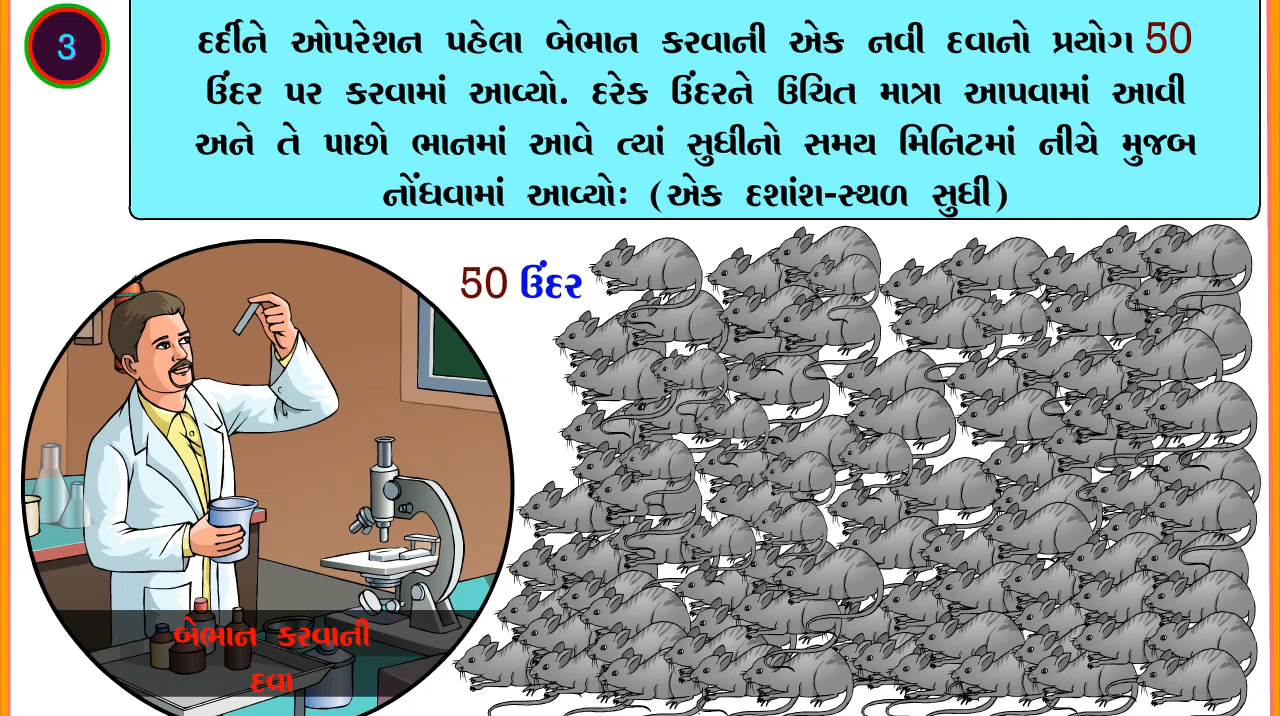 3
દર્દીને ઓપરેશન પહેલા બેભાન કરવાની એક નવી દવાનો પ્રયોગ 50
ઉંદર પર કરવામાં આવ્યો. દરેક ઉંદરને ઉચિત માત્રા આપવામાં આવી
અને તે પાછો ભાનમાં આવે ત્યાં સુધીનો સમય મિનિટમાં નીચે મુજબ
નોંધવામાં આવ્યોઃ (એક દશાંશ-સ્થળ સુધી)
50 ઉંદર
બેભાન કરવાની
દવા